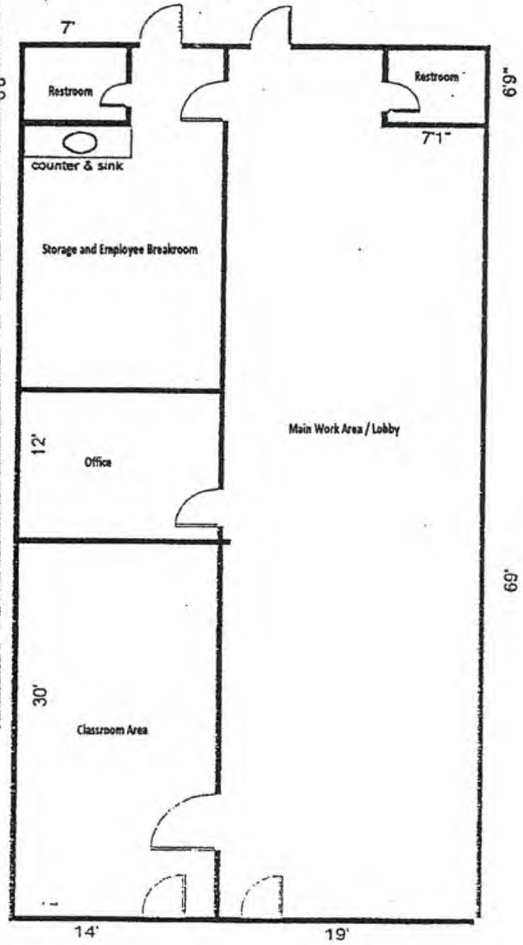 7'
Restroom
Restroom
6'9"
7'1"
counter & sink
Storage and Employee Breakroom
Main Work Area / Lobby
12'
Office
69'
30'
Classroom Area
14'
19'